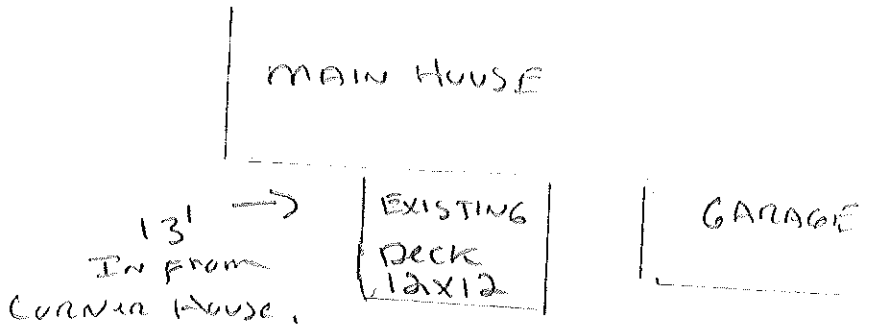 MAIN HOUSE
13' →
In From
Corner House.
EXISTING
Deck
12x12
GARAGE